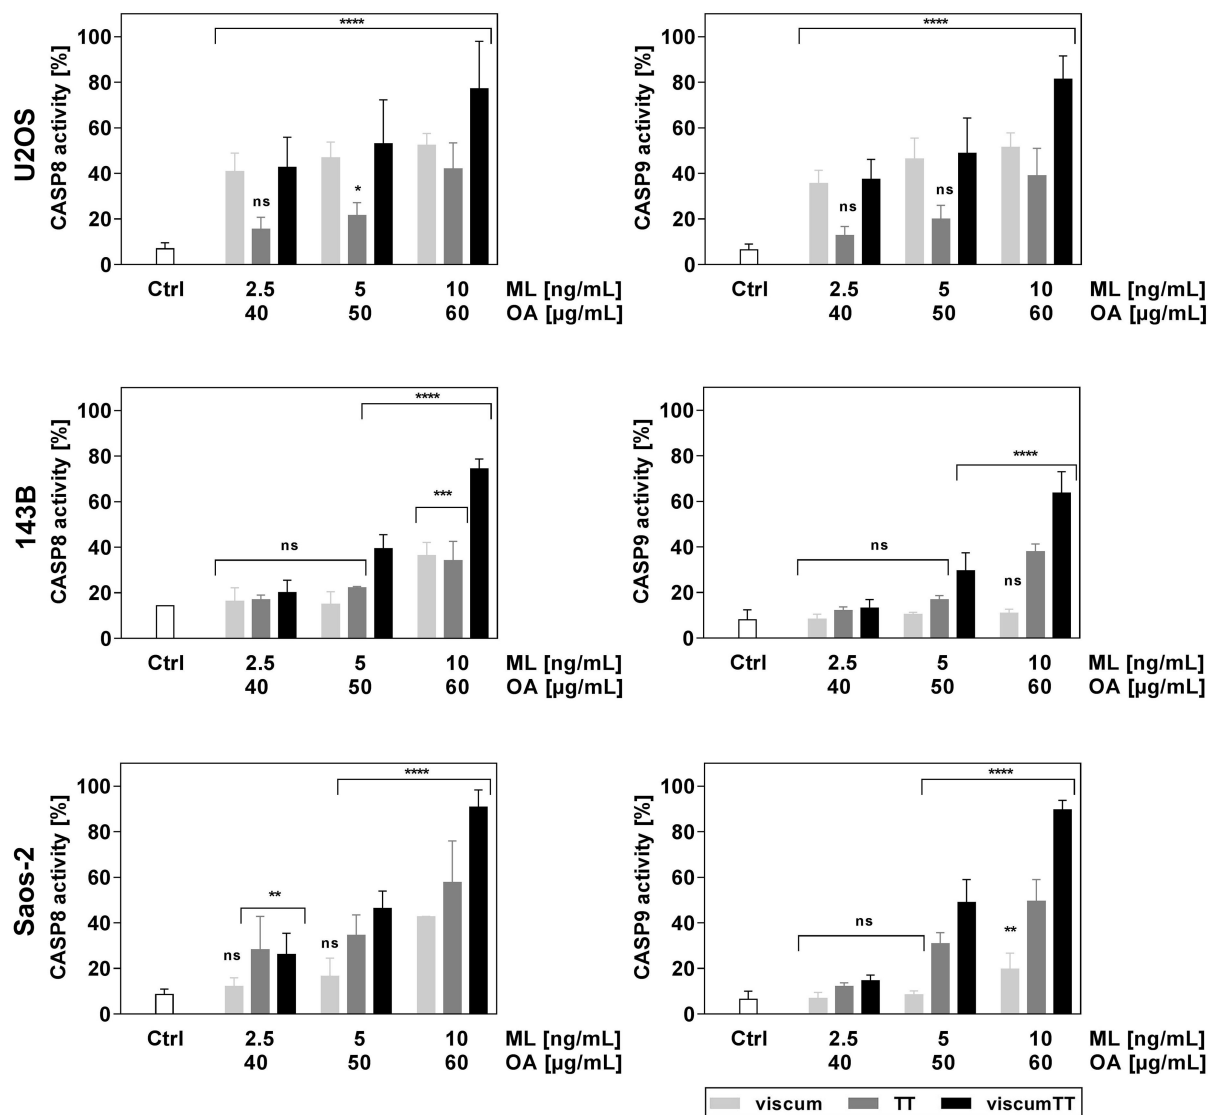 U2OS
CASP8 activity [%]
100
80
60
40
20
0
****
ns
*
Ctrl 2.5 5 10 ML [ng/mL]
40 50 60 OA [µg/mL]
CASP9 activity [%]
100
80
60
40
20
0
****
ns
ns
Ctrl 2.5 5 10 ML [ng/mL]
40 50 60 OA [µg/mL]
143B
CASP8 activity [%]
100
80
60
40
20
0
****
***
ns
Ctrl 2.5 5 10 ML [ng/mL]
40 50 60 OA [µg/mL]
CASP9 activity [%]
100
80
60
40
20
0
****
ns
ns
Ctrl 2.5 5 10 ML [ng/mL]
40 50 60 OA [µg/mL]
Saos-2
CASP8 activity [%]
100
80
60
40
20
0
****
**
ns
ns
Ctrl 2.5 5 10 ML [ng/mL]
40 50 60 OA [µg/mL]
CASP9 activity [%]
100
80
60
40
20
0
****
ns
**
Ctrl 2.5 5 10 ML [ng/mL]
40 50 60 OA [µg/mL]
viscum TT viscumTT